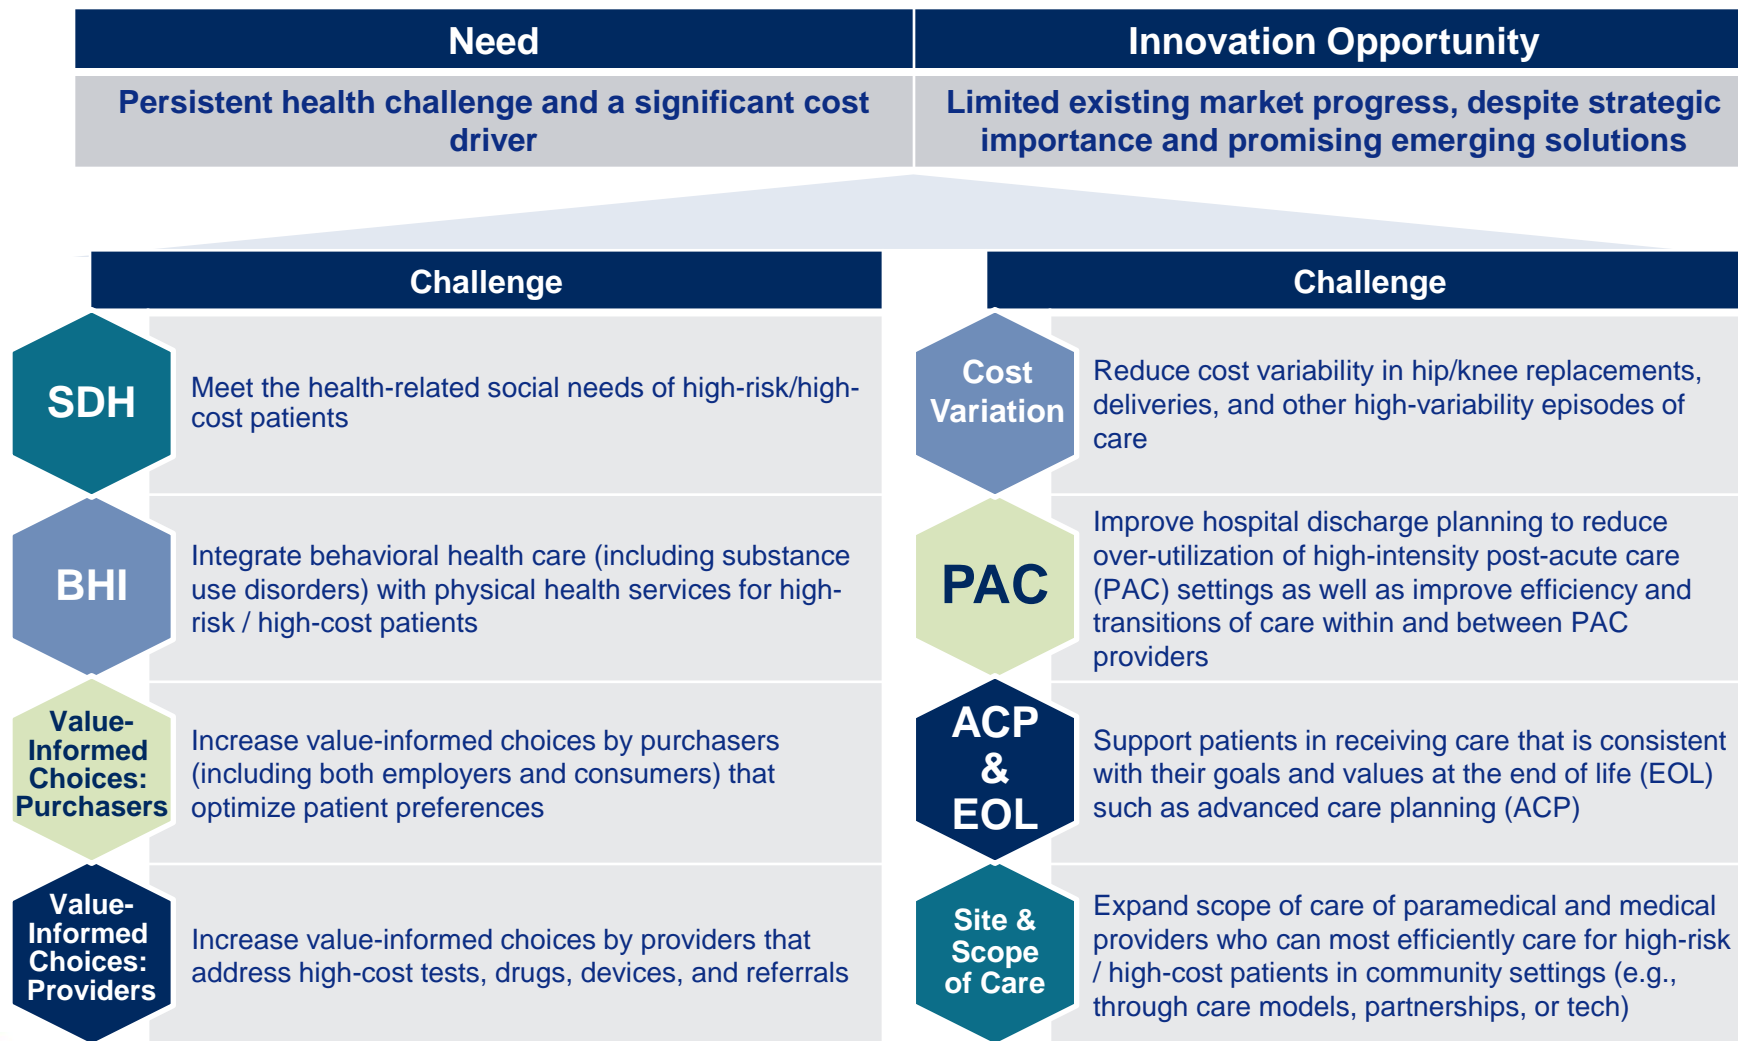 Need
Innovation Opportunity
Persistent health challenge and a significant cost
driver
Limited existing market progress, despite strategic
importance and promising emerging solutions
Challenge
SDH
Meet the health-related social needs of high-risk/high-
cost patients
BHI
Integrate behavioral health care (including substance
use disorders) with physical health services for high-
risk / high-cost patients
Value-
Informed
Choices:
Purchasers
Increase value-informed choices by purchasers
(including both employers and consumers) that
optimize patient preferences
Value-
Informed
Choices:
Providers
Increase value-informed choices by providers that
address high-cost tests, drugs, devices, and referrals
Challenge
Cost
Variation
Reduce cost variability in hip/knee replacements,
deliveries, and other high-variability episodes of
care
PAC
Improve hospital discharge planning to reduce
over-utilization of high-intensity post-acute care
(PAC) settings as well as improve efficiency and
transitions of care within and between PAC
providers
ACP
&
EOL
Support patients in receiving care that is consistent
with their goals and values at the end of life (EOL)
such as advanced care planning (ACP)
Site &
Scope
of Care
Expand scope of care of paramedical and medical
providers who can most efficiently care for high-risk
/ high-cost patients in community settings (e.g.,
through care models, partnerships, or tech)